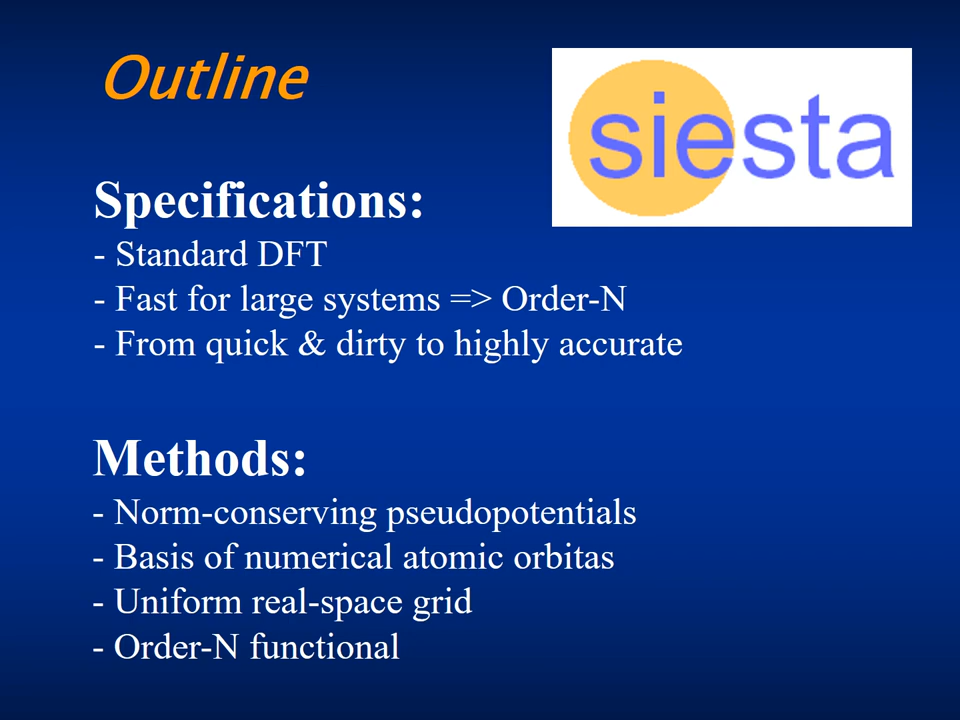 Outline
siesta
Specifications:
- Standard DFT
- Fast for large systems => Order-N
- From quick & dirty to highly accurate
Methods:
- Norm-conserving pseudopotentials
- Basis of numerical atomic orbitas
- Uniform real-space grid
- Order-N functional